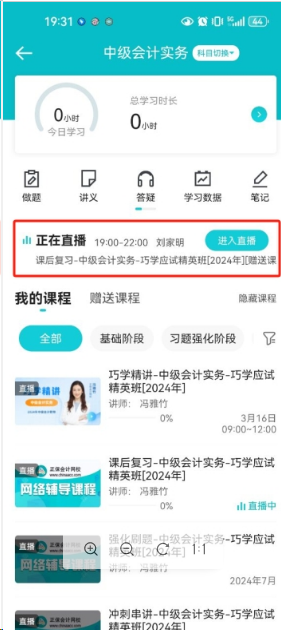 19:31
5G
44
中级会计实务 科目切换
0小时
今日学习
总学习时长
0小时
做题 讲义 答疑 学习数据 笔记
正在直播 19:00-22:00 刘家明 进入直播
课后复习-中级会计实务-巧学应试精英班[2024年][赠送课
我的课程 赠送课程 隐藏课程
全部 基础阶段 习题强化阶段
直播
巧学精讲-中级会计实务-巧学应试
精英班[2024年]
讲师: 冯雅竹
0%
3月16日
09:00~12:00
直播
正保会计网校
网络辅导课程
课后复习-中级会计实务-巧学应试
精英班[2024年]
讲师: 冯雅竹
0%
直播中
直播
正保会计网校
网络辅导课程
强化刷题-中级会计实务-巧学应试
精英班[2024年]
讲师: 冯雅竹
1:1
2024年7月
直播
正保会计网校
冲刺串讲-中级会计实务-巧学应试
精英班[2024年]